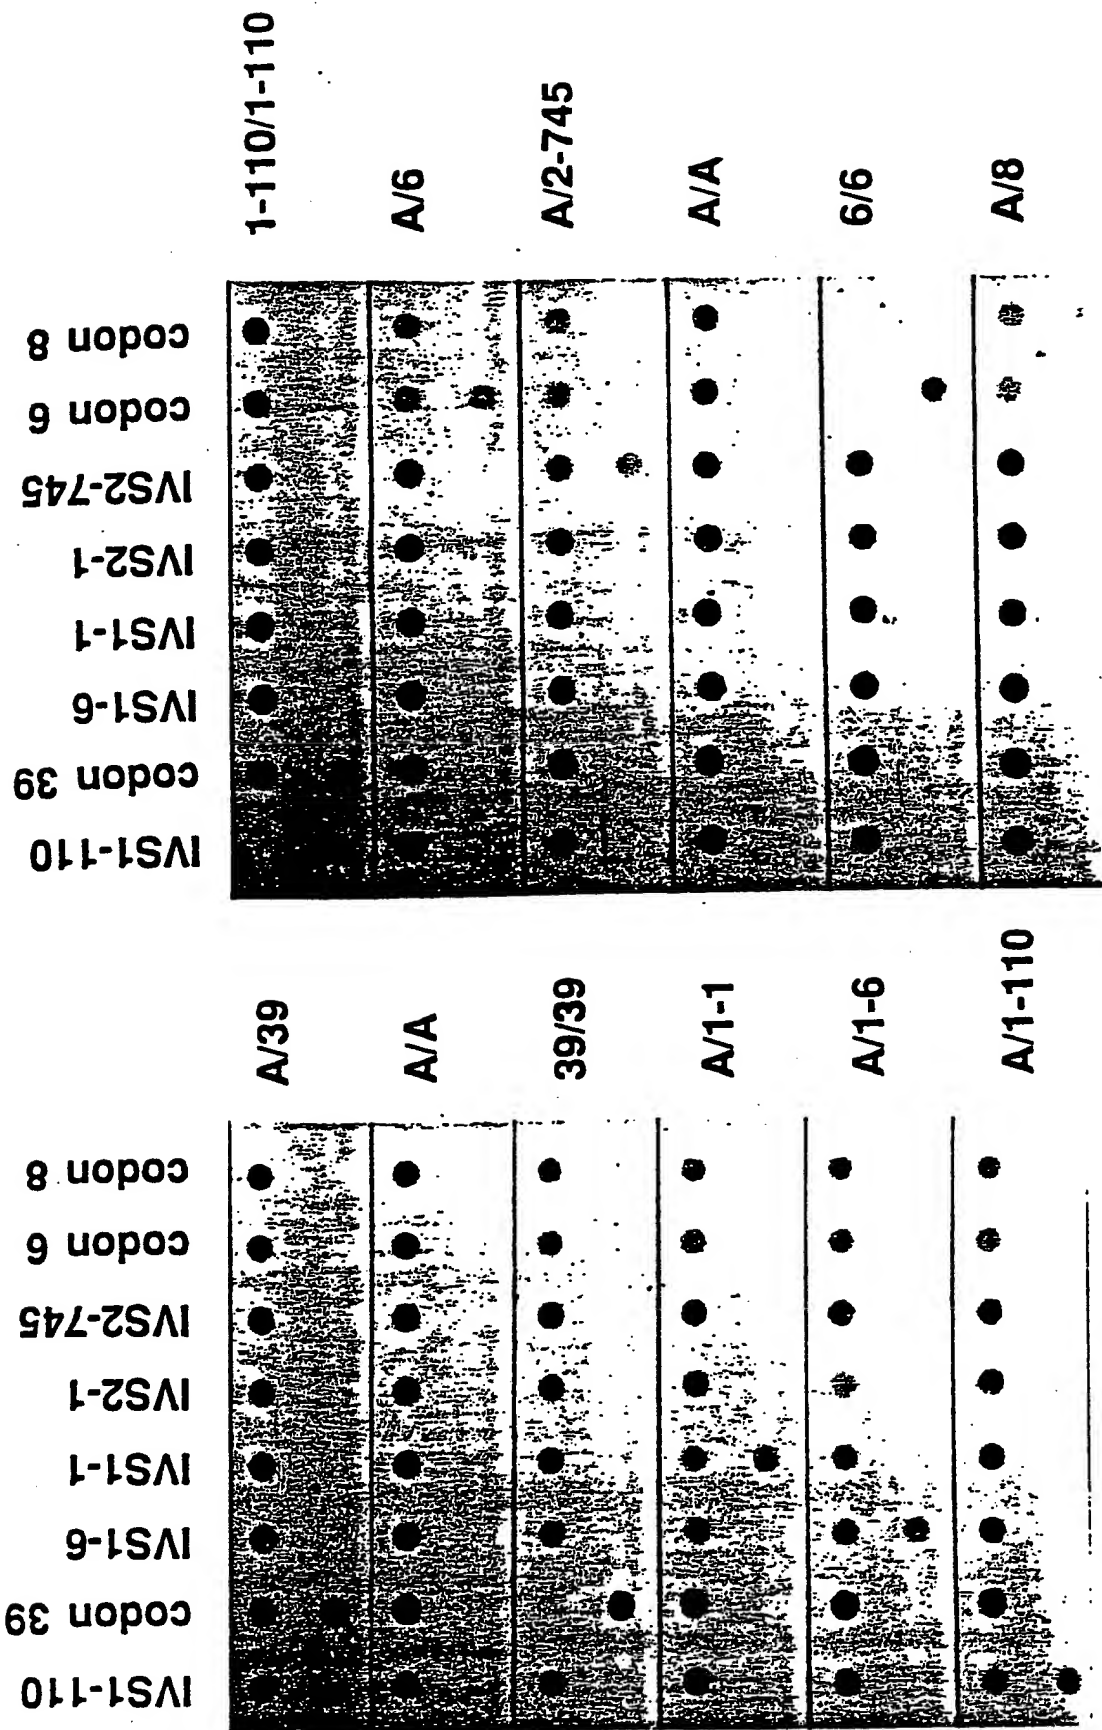 codon 8
codon 6
IVS2-745
IVS2-1
IVS1-1
IVS1-6
codon 39
IVS1-110
1-110/1-110
A/6
A/2-745
A/A
6/6
A/8
codon 8
codon 6
IVS2-745
IVS2-1
IVS1-1
IVS1-6
codon 39
IVS1-110
A/39
A/A
39/39
A/1-1
A/1-6
A/1-110